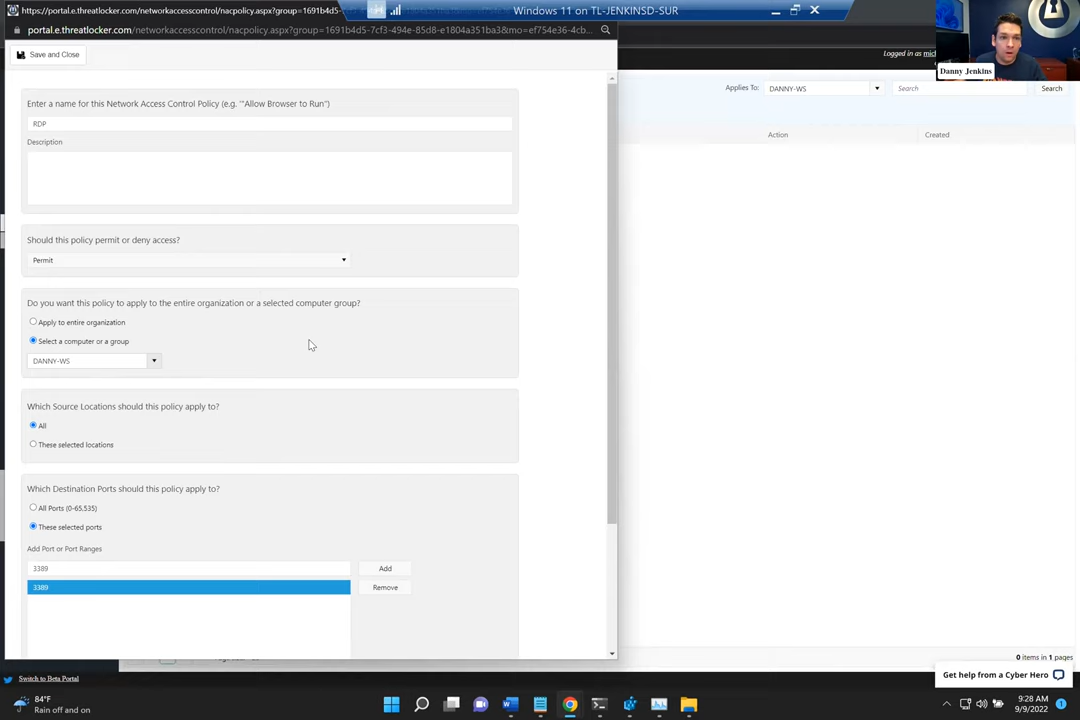 https://portal.e.threatlocker.com/networkaccesscontrol/nacpolicy.aspx?group=1691b4d5-
Windows 11 on TL-JENKINSD-SUR
portal.e.threatlocker.com/networkaccesscontrol/nacpolicy.aspx?group=1691b4d5-7cf3-494e-85d8-e1804a351ba3&mo=ef754e36-4cb...
Save and Close
Logged in as
Danny Jenkins
Applies To:
DANNY-WS
Search
Search
Enter a name for this Network Access Control Policy (e.g. '"Allow Browser to Run")
RDP
Action
Created
Description
Should this policy permit or deny access?
Permit
Do you want this policy to apply to the entire organization or a selected computer group?
Apply to entire organization
Select a computer or a group
DANNY-WS
Which Source Locations should this policy apply to?
All
These selected locations
Which Destination Ports should this policy apply to?
All Ports (0-65,535)
These selected ports
Add Port or Port Ranges
3389
Add
3389
Remove
0 items in 1 pages
Get help from a Cyber Hero
Switch to Beta Portal
84°F
Rain off and on
9:28 AM
9/9/2022
1